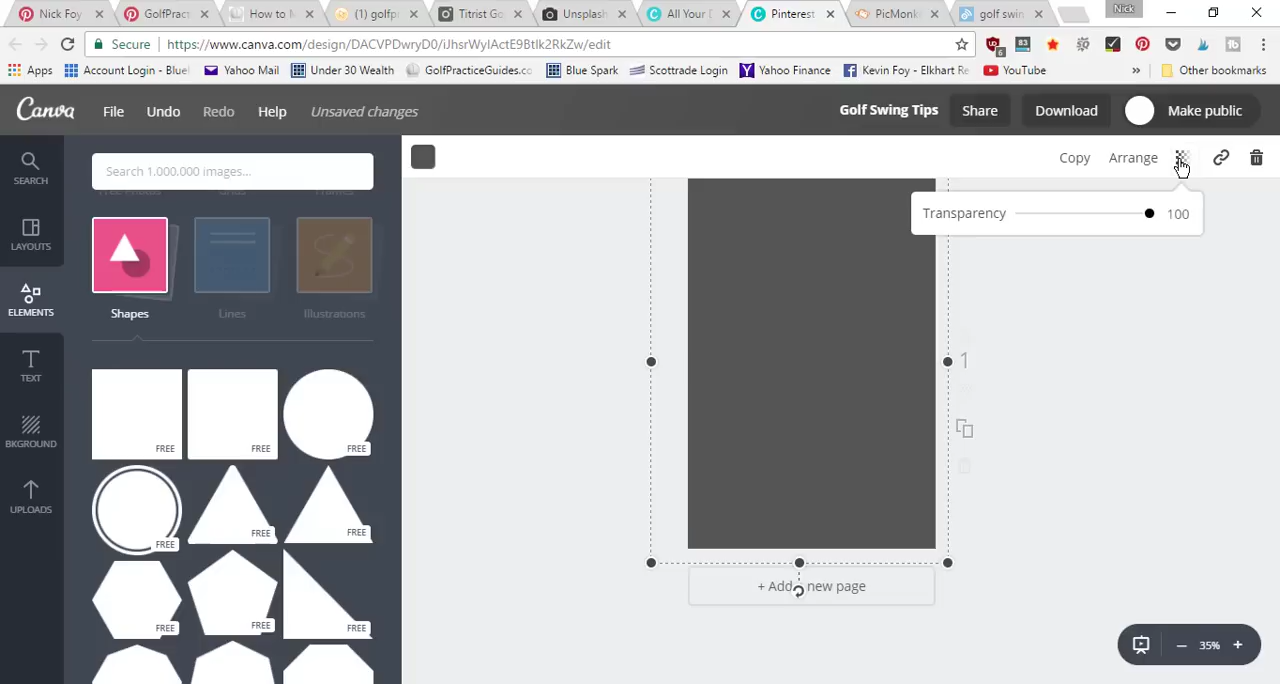 Nick Foy
GolfPract
How to M
(1) golfpr
Titrist Go
Unsplash
All Your D
Pinterest
PicMonk
golf swin
Nick
Secure
https://www.canva.com/design/DACVPDwryD0/iJhsrWylActE9Btlk2RkZw/edit
Apps
Account Login - Blue
Yahoo Mail
Under 30 Wealth
GolfPracticeGuides.co
Blue Spark
Scottrade Login
Yahoo Finance
Kevin Foy - Elkhart Re
YouTube
»
Other bookmarks
Canva
File
Undo
Redo
Help
Unsaved changes
Golf Swing Tips
Share
Download
Make public
SEARCH
LAYOUTS
ELEMENTS
TEXT
BKGROUND
UPLOADS
Search 1.000.000 images...
Shapes
Lines
Illustrations
FREE
FREE
FREE
FREE
FREE
FREE
FREE
FREE
FREE
Copy
Arrange
Transparency
100
1
+ Add
new page
35%